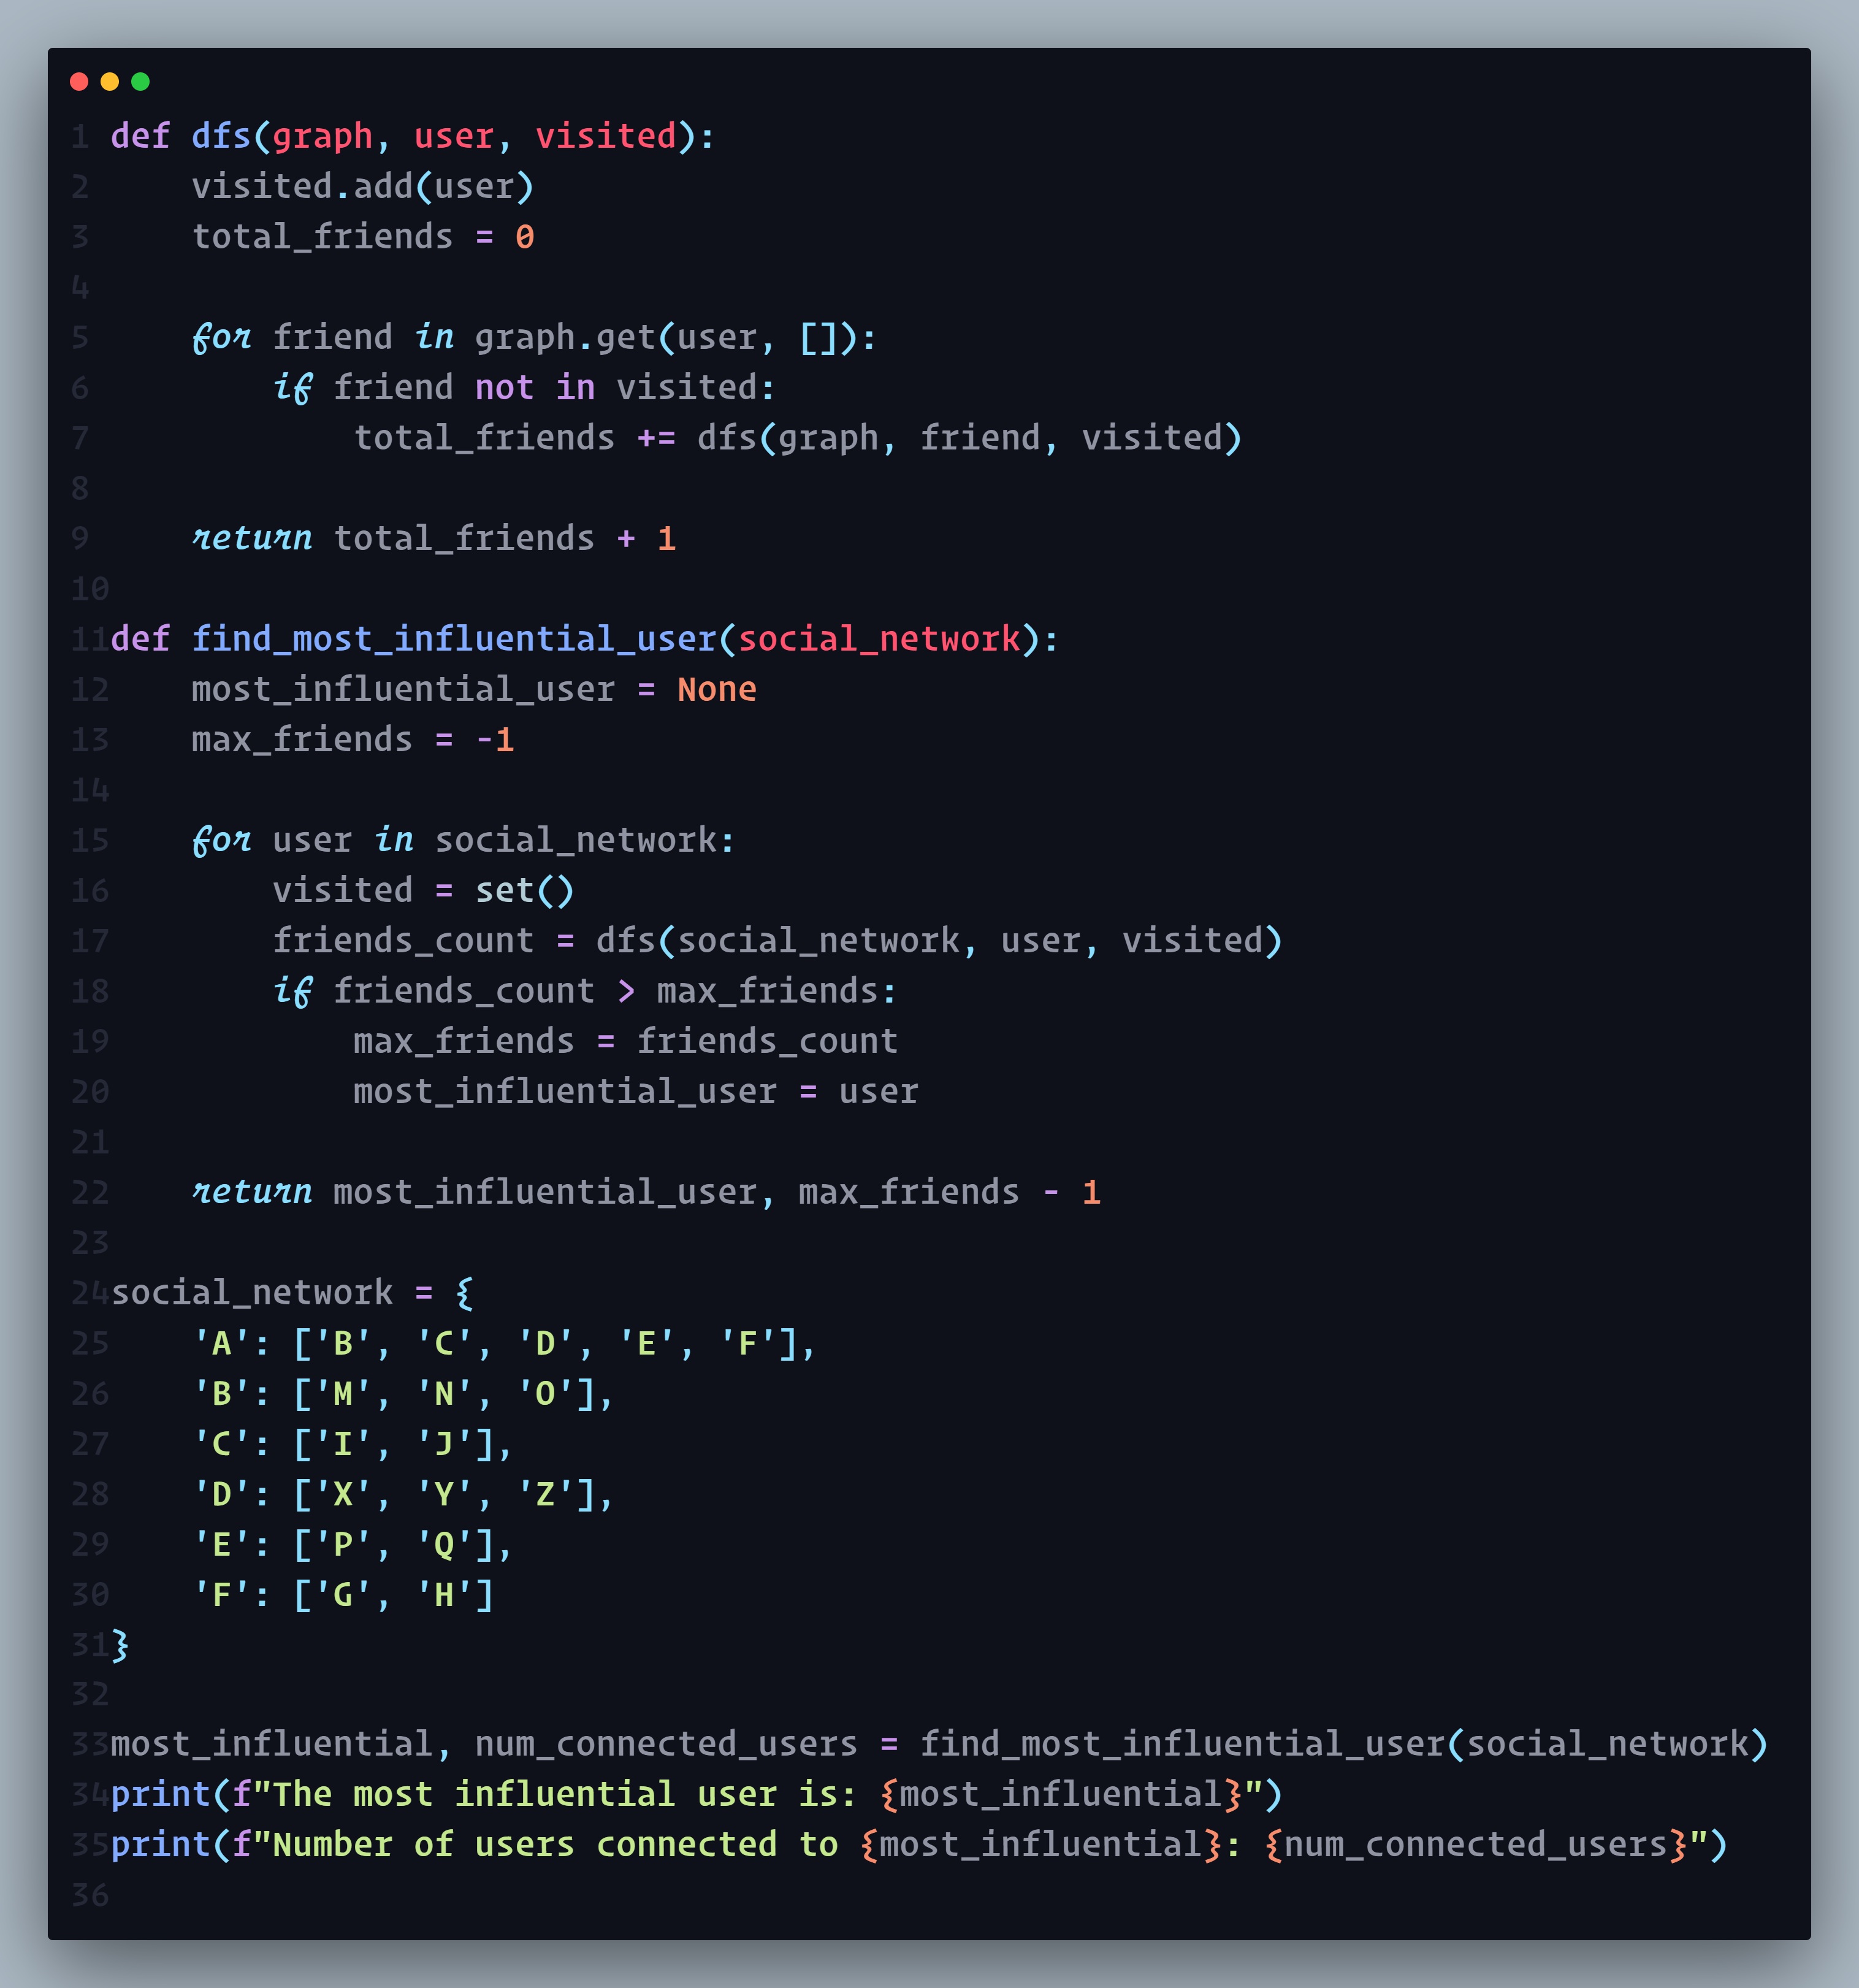 1 def dfs(graph, user, visited):
2     visited.add(user)
3     total_friends = 0
4
5     for friend in graph.get(user, []):
6         if friend not in visited:
7             total_friends += dfs(graph, friend, visited)
8
9     return total_friends + 1
10
11 def find_most_influential_user(social_network):
12     most_influential_user = None
13     max_friends = -1
14
15     for user in social_network:
16         visited = set()
17         friends_count = dfs(social_network, user, visited)
18         if friends_count > max_friends:
19             max_friends = friends_count
20             most_influential_user = user
21
22     return most_influential_user, max_friends - 1
23
24 social_network = {
25     'A': ['B', 'C', 'D', 'E', 'F'],
26     'B': ['M', 'N', 'O'],
27     'C': ['I', 'J'],
28     'D': ['X', 'Y', 'Z'],
29     'E': ['P', 'Q'],
30     'F': ['G', 'H']
31 }
32
33 most_influential, num_connected_users = find_most_influential_user(social_network)
34 print(f"The most influential user is: {most_influential}")
35 print(f"Number of users connected to {most_influential}: {num_connected_users}")
36